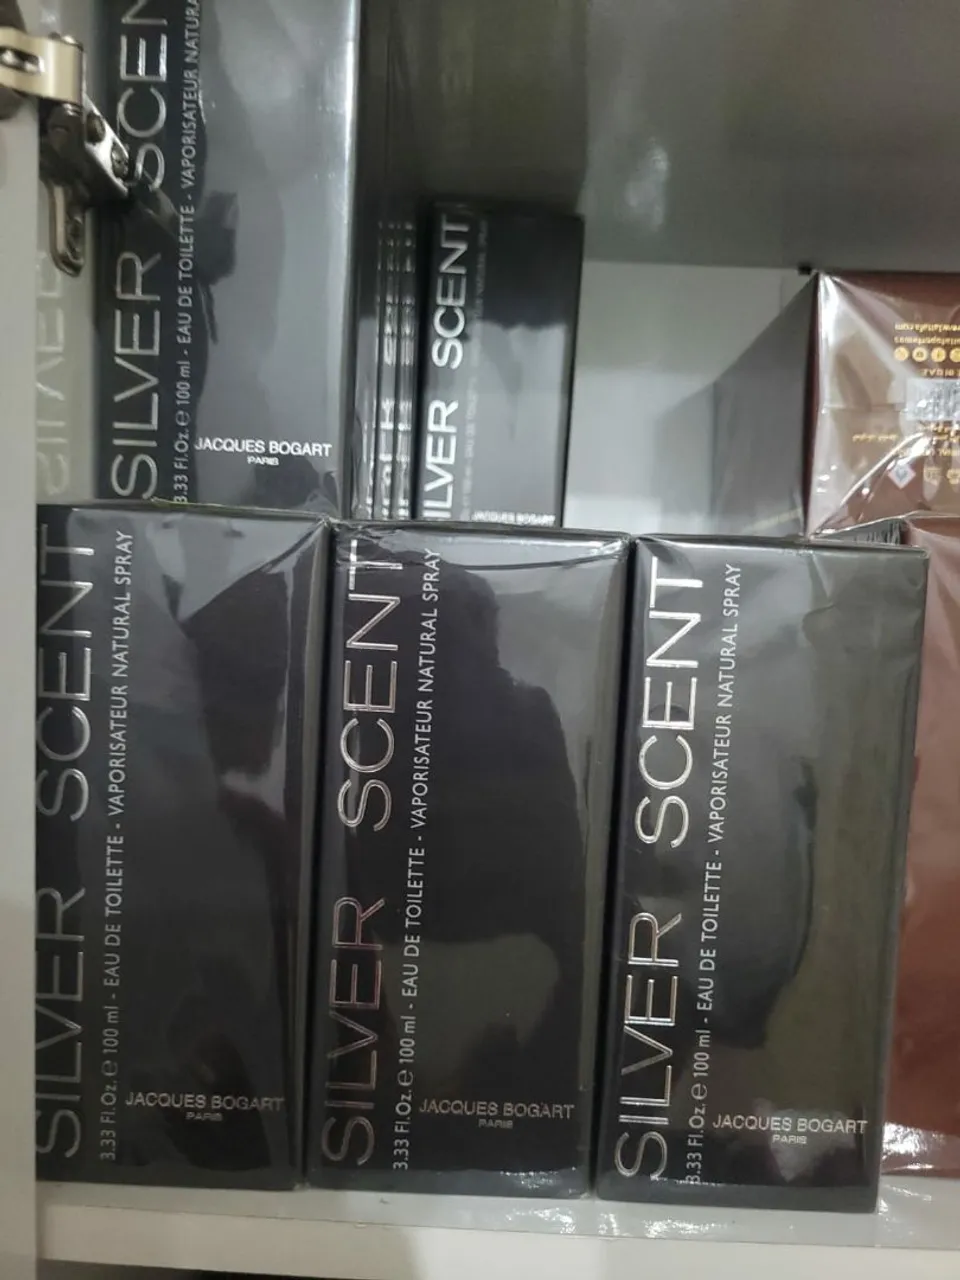 SILVER SCEN
3.33 Fl.Oz. e 100 ml - EAU DE TOILETTE - VAPORISATEUR NATURA
JACQUES BOGART
PARIS
SILVER SCENT
JACQUES BOGART
SILVER SCENT
3.33 Fl.Oz. e 100 ml - EAU DE TOILETTE - VAPORISATEUR NATURAL SPRAY
JACQUES BOGART
PARIS
SILVER SCENT
3.33 Fl.Oz. e 100 ml - EAU DE TOILETTE - VAPORISATEUR NATURAL SPRAY
JACQUES BOGART
PARIS
SILVER SCENT
3.33 Fl.Oz. e 100 ml - EAU DE TOILETTE - VAPORISATEUR NATURAL SPRAY
JACQUES BOGART
PARIS